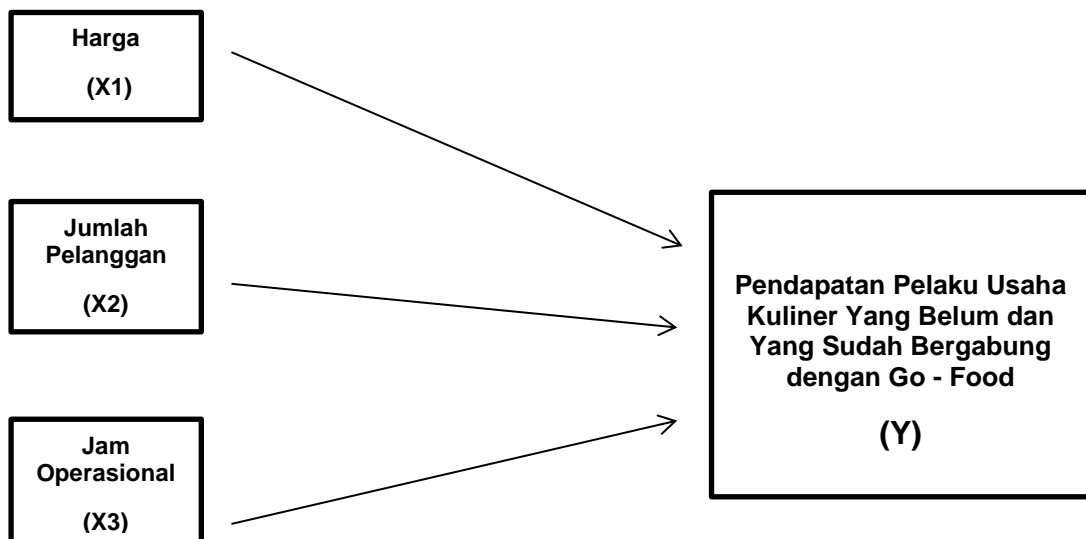 Harga
(X1)
Jumlah
Pelanggan
(X2)
Jam
Operasional
(X3)
Pendapatan Pelaku Usaha
Kuliner Yang Belum dan
Yang Sudah Bergabung
dengan Go - Food
(Y)